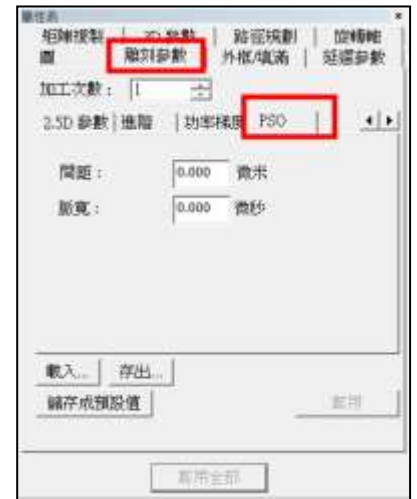 屬性表
矩陣複製 | 3D 參數 | 路徑規劃 | 旋轉軸
圖 | 雕刻參數 | 外框/填滿 | 延遲參數
加工次數： 1
2.5D 參數 | 進階 | 功率梯度 PSO
間距： 0.000 微米
脈寬： 0.000 微秒
載入... 存出...
儲存成預設值 套用
套用全部